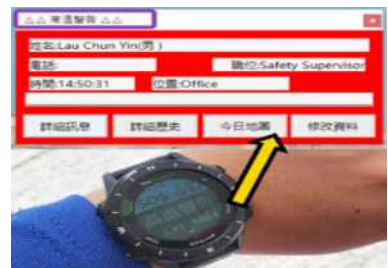 △△ 高溫警告 △△
姓名:Lau Chun Yin(男 )
電話:
職位:Safety Supervisor
時間:14:50:31
位置:Office
詳細訊息
詳細歷史
今日地圖
修改資料